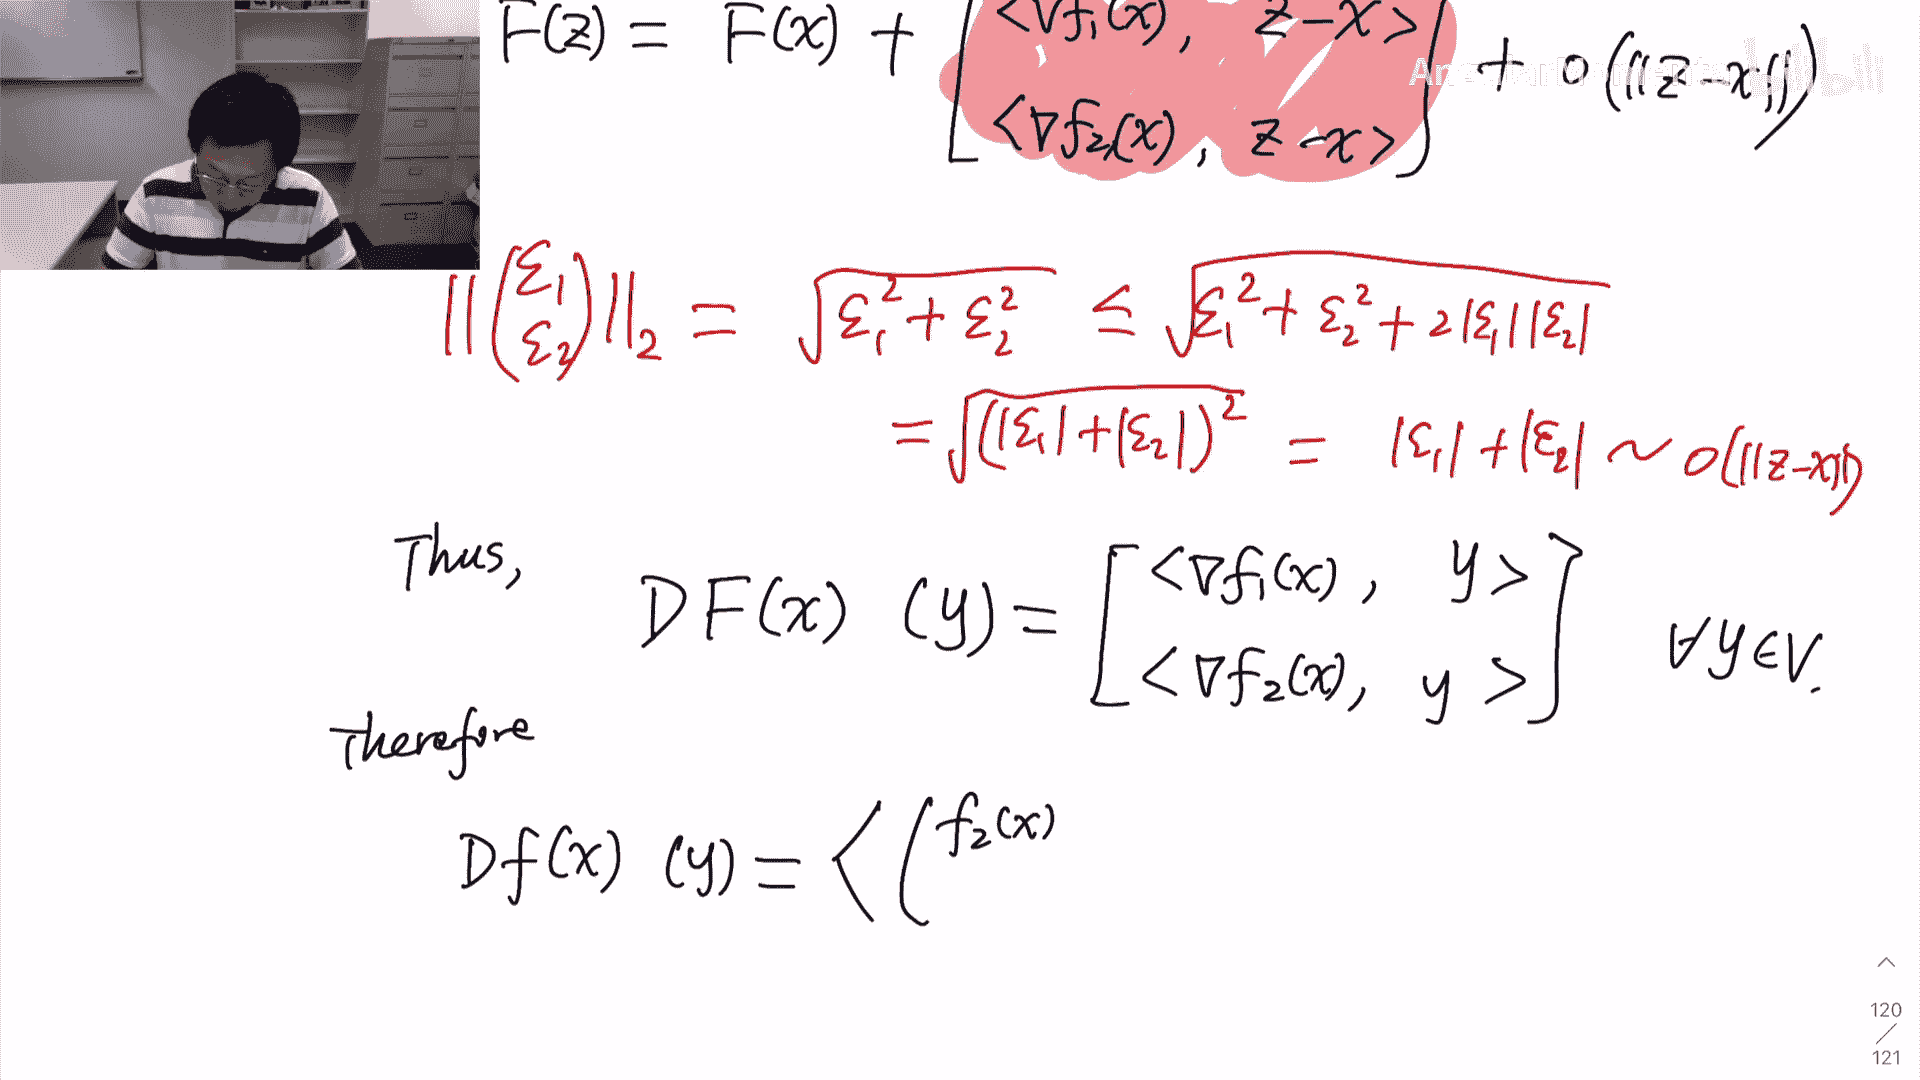 F(z) = F(x) + [ <∇f₁(x), z-x>
<∇f₂(x), z-x> ] + o(||z-x||)
||(ε₁ ε₂)||₂ = √(ε₁² + ε₂²) ≤ √(ε₁² + ε₂² + 2|ε₁||ε₂|)
= √((|ε₁|+|ε₂|)²) = |ε₁|+|ε₂| ~ o(||z-x||)
Thus,
DF(x) (y) = [ <∇f₁(x), y>
<∇f₂(x), y> ] ∀y∈V.
Therefore
Df(x) (y) = < ( f₂(x)
bilibili
120
/
121